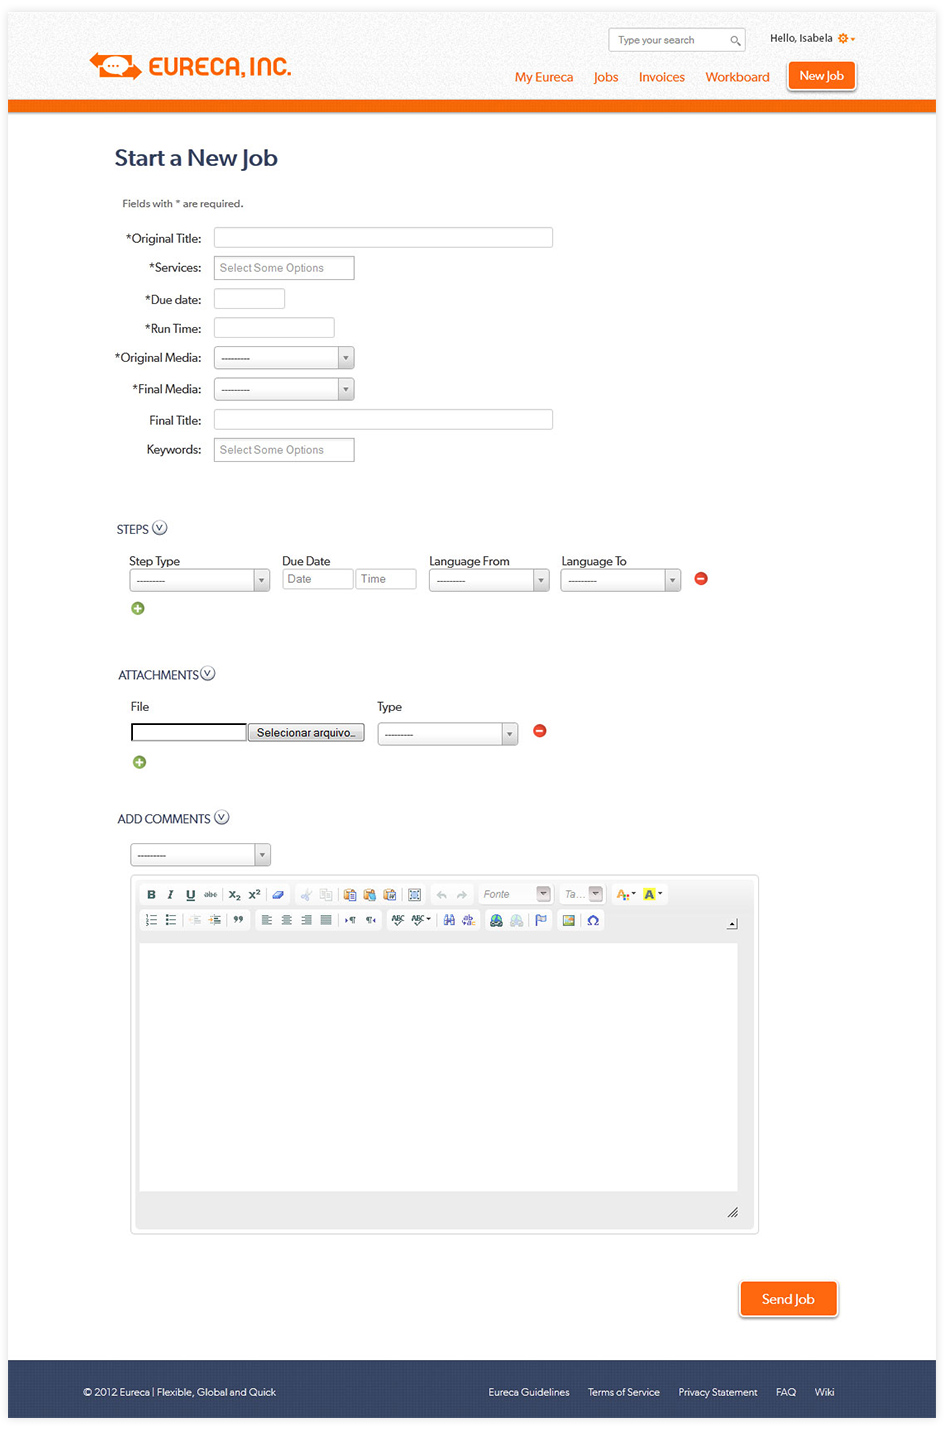 Type your search
Hello, Isabela
EURECA, INC.
My Eureca Jobs Invoices Workboard New Job
Start a New Job
Fields with * are required.
*Original Title:
*Services: Select Some Options
*Due date:
*Run Time:
*Original Media: ---------
*Final Media: ---------
Final Title:
Keywords: Select Some Options
STEPS
Step Type Due Date Language From Language To
--------- Date Time --------- ---------
ATTACHMENTS
File Type
Selecionar arquivo... ---------
ADD COMMENTS
---------
B I U abc X₂ X² Fonte Ta... A A
ABC ABC
Send Job
© 2012 Eureca | Flexible, Global and Quick Eureca Guidelines Terms of Service Privacy Statement FAQ Wiki